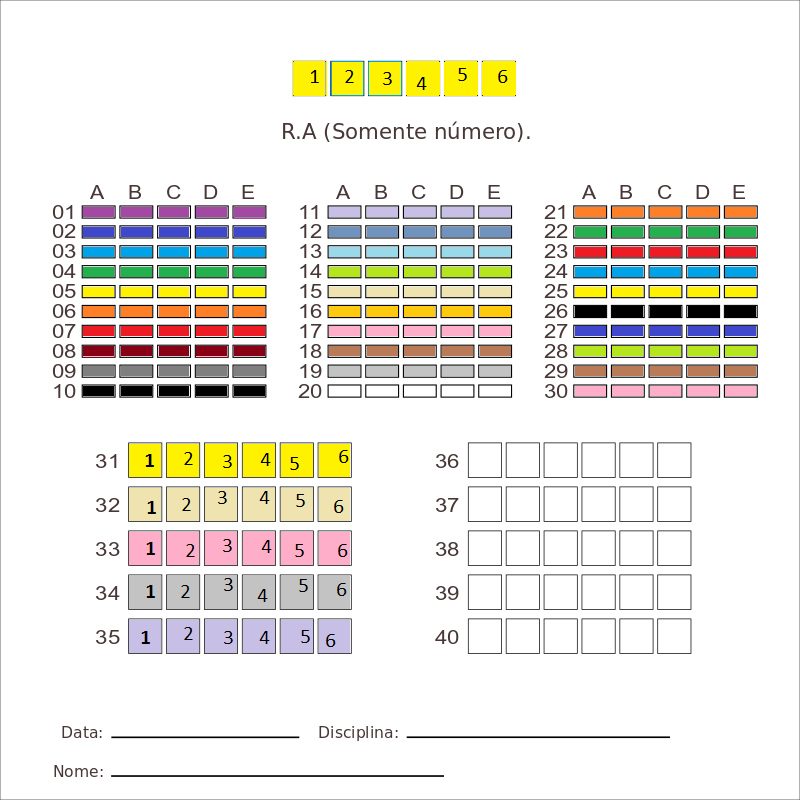 1 2 3 4 5 6
R.A (Somente número).
A B C D E
01
02
03
04
05
06
07
08
09
10
A B C D E
11
12
13
14
15
16
17
18
19
20
A B C D E
21
22
23
24
25
26
27
28
29
30
31 1 2 3 4 5 6
32 1 2 3 4 5 6
33 1 2 3 4 5 6
34 1 2 3 4 5 6
35 1 2 3 4 5 6
36
37
38
39
40
Data: Disciplina:
Nome: